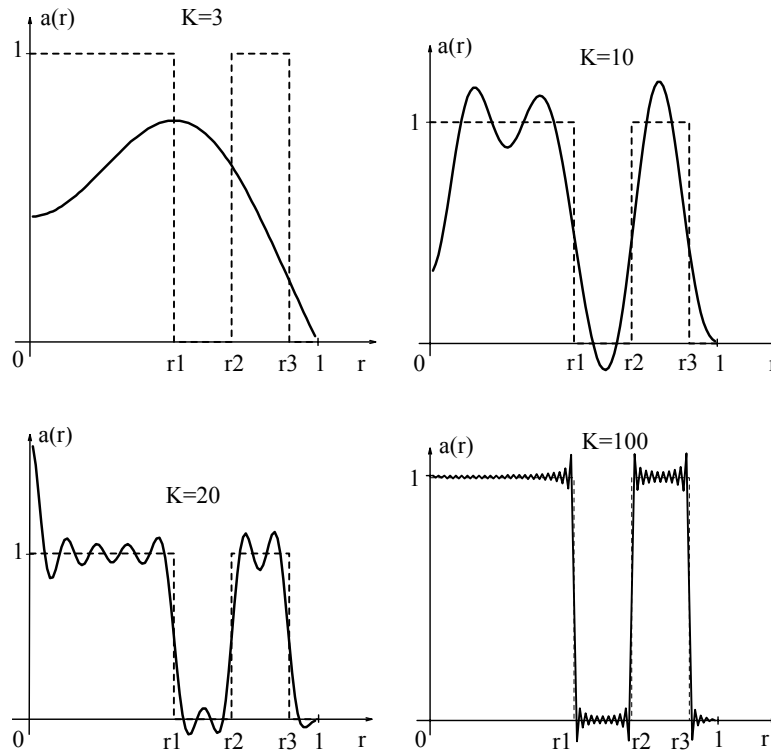 a(r) K=3
1
0 r1 r2 r3 1 r
a(r) K=10
1
0 r1 r2 r3 1 r
a(r)
K=20
1
0 r1 r2 r3 1 r
a(r) K=100
1
0 r1 r2 r3 1 r